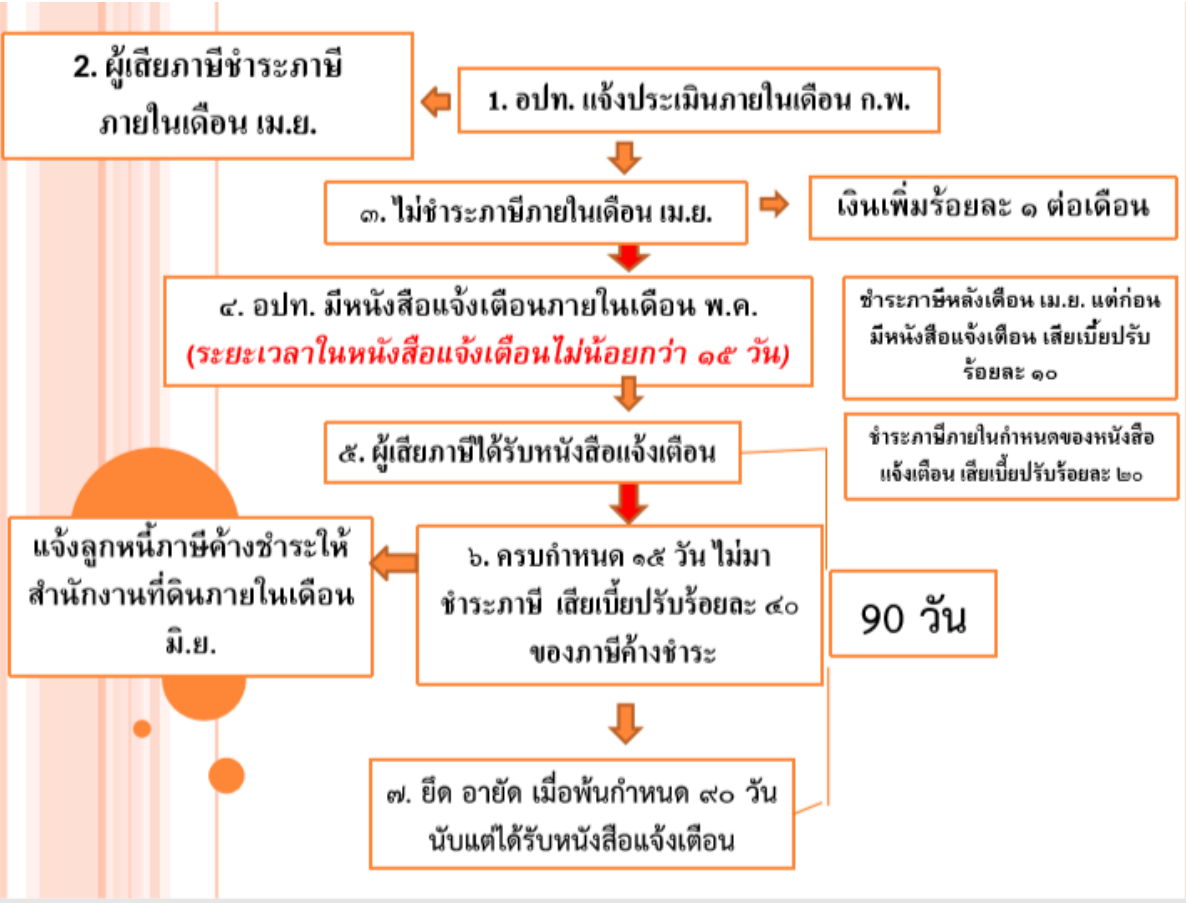 2. ผู้เสียภาษีชำระภาษี
ภายในเดือน เม.ย.
1. อปท. แจ้งประเมินภายในเดือน ก.พ.
๓. ไม่ชำระภาษีภายในเดือน เม.ย.
เงินเพิ่มร้อยละ ๑ ต่อเดือน
๔. อปท. มีหนังสือแจ้งเตือนภายในเดือน พ.ค.
(ระยะเวลาในหนังสือแจ้งเตือนไม่น้อยกว่า ๑๕ วัน)
ชำระภาษีหลังเดือน เม.ย. แต่ก่อน
มีหนังสือแจ้งเตือน เสียเบี้ยปรับ
ร้อยละ ๑๐
๕. ผู้เสียภาษีได้รับหนังสือแจ้งเตือน
ชำระภาษีภายในกำหนดของหนังสือ
แจ้งเตือน เสียเบี้ยปรับร้อยละ ๒๐
แจ้งลูกหนี้ภาษีค้างชำระให้
สำนักงานที่ดินภายในเดือน
มิ.ย.
๖. ครบกำหนด ๑๕ วัน ไม่มา
ชำระภาษี เสียเบี้ยปรับร้อยละ ๔๐
ของภาษีค้างชำระ
90 วัน
๗. ยึด อายัด เมื่อพ้นกำหนด ๙๐ วัน
นับแต่ได้รับหนังสือแจ้งเตือน